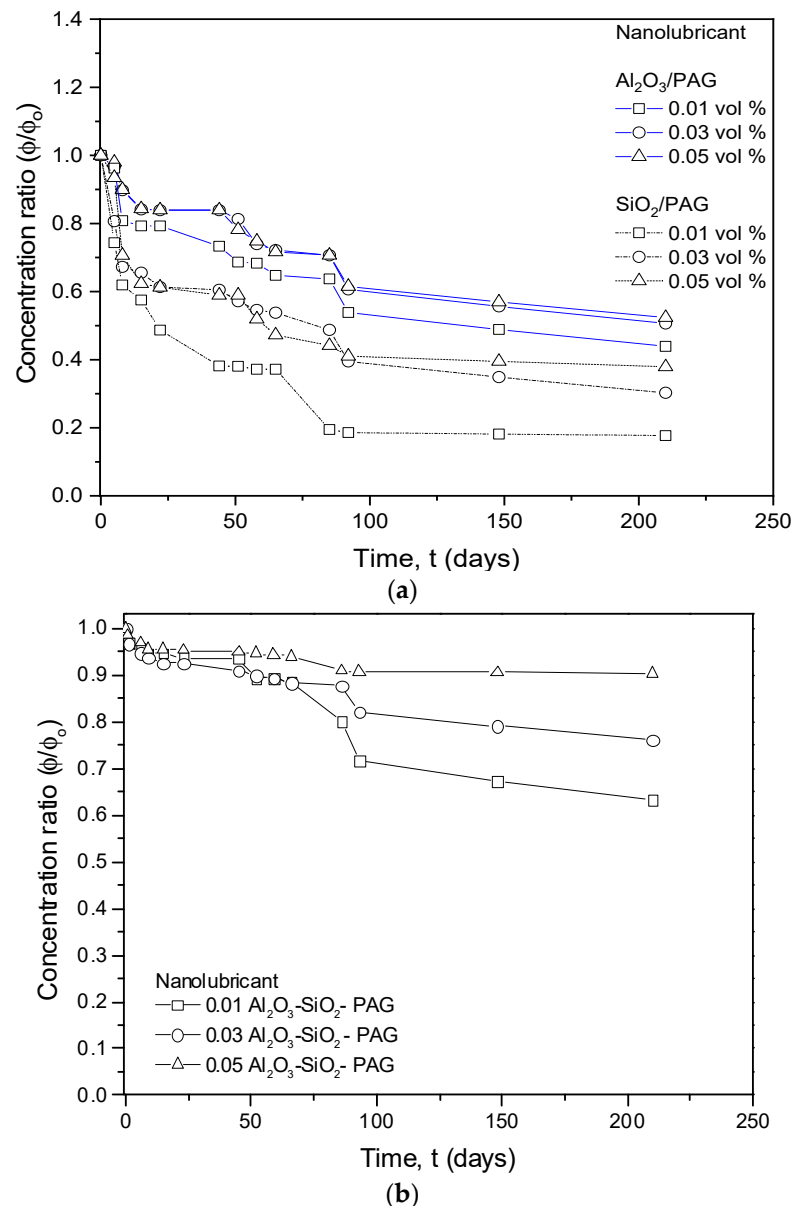 1.4
1.2
1.0
0.8
0.6
0.4
0.2
0.0
Concentration ratio (ϕ/ϕₒ)
Nanolubricant
Al₂O₃/PAG
0.01 vol %
0.03 vol %
0.05 vol %
SiO₂/PAG
0.01 vol %
0.03 vol %
0.05 vol %
0 50 100 150 200 250
Time, t (days)
(a)
1.0
0.9
0.8
0.7
0.6
0.5
0.4
0.3
0.2
0.1
0.0
Concentration ratio (ϕ/ϕₒ)
Nanolubricant
0.01 Al₂O₃-SiO₂- PAG
0.03 Al₂O₃-SiO₂ - PAG
0.05 Al₂O₃-SiO₂- PAG
0 50 100 150 200 250
Time, t (days)
(b)